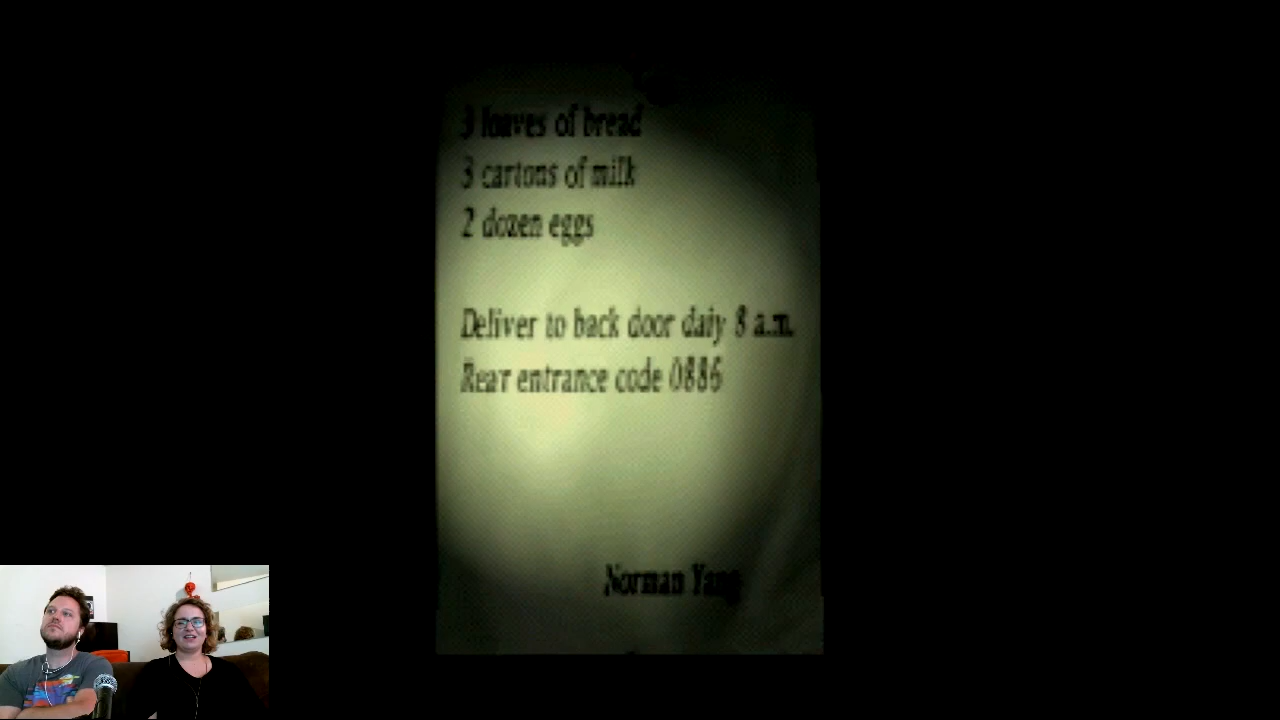 3 loaves of bread
3 cartons of milk
2 dozen eggs
Deliver to back door daiy 8 a.m.
Rear entrance code 0886
Norman Yang